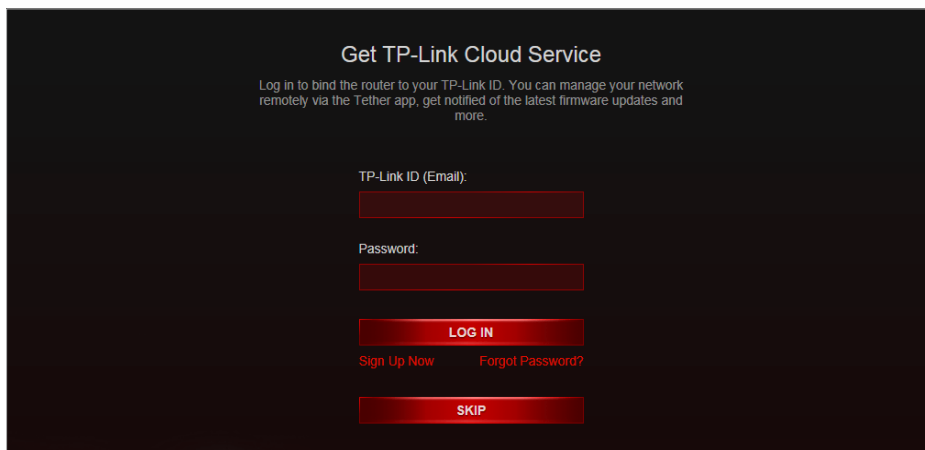 Get TP-Link Cloud Service
Log in to bind the router to your TP-Link ID. You can manage your network
remotely via the Tether app, get notified of the latest firmware updates and
more.
TP-Link ID (Email):
Password:
LOG IN
Sign Up Now Forgot Password?
SKIP